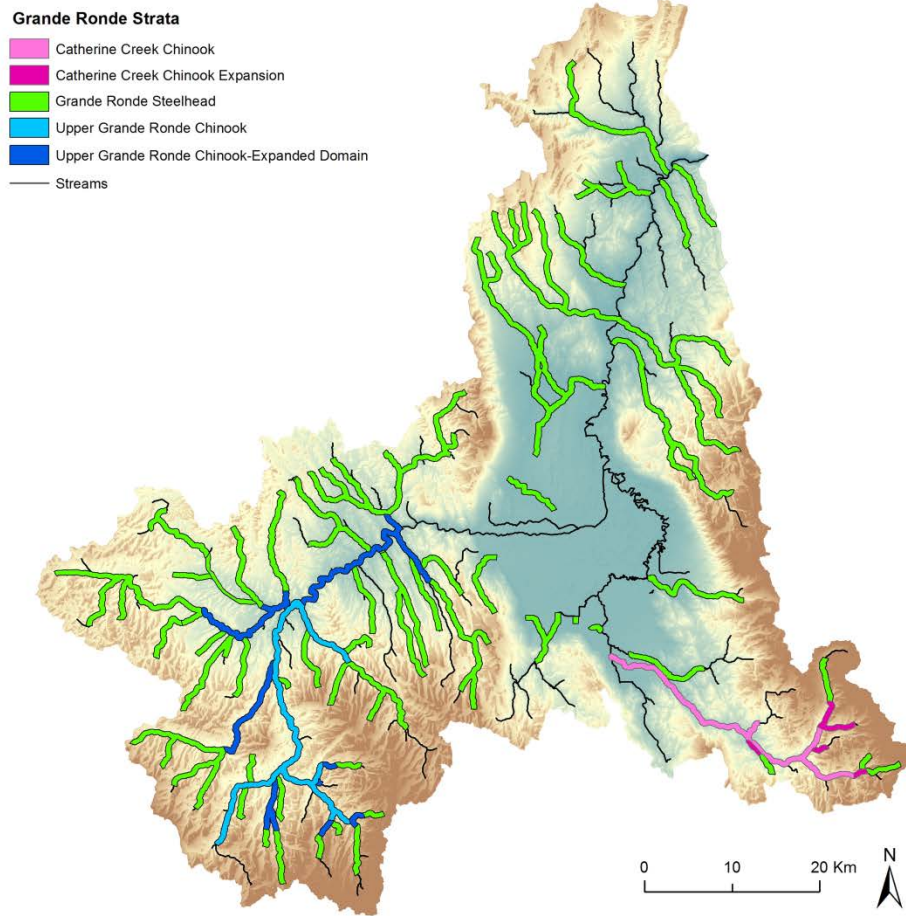 Grande Ronde Strata
Catherine Creek Chinook
Catherine Creek Chinook Expansion
Grande Ronde Steelhead
Upper Grande Ronde Chinook
Upper Grande Ronde Chinook-Expanded Domain
Streams
0 10 20 Km
N